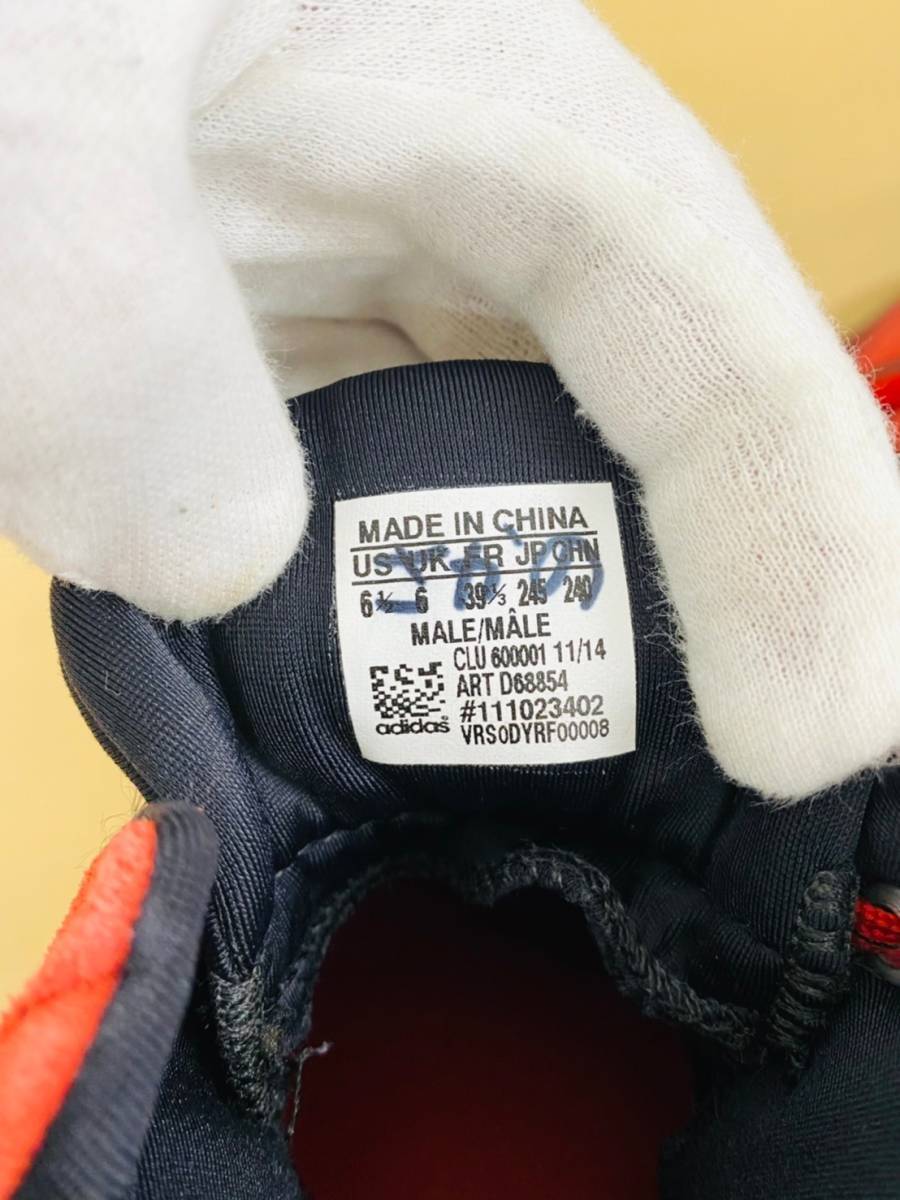 MADE IN CHINA
US UK FR JP CHN
6½ 6 39⅓ 245 240
MALE/MÂLE
CLU 600001 11/14
ART D68854
#111023402
adidas® VRS0DYRF00008